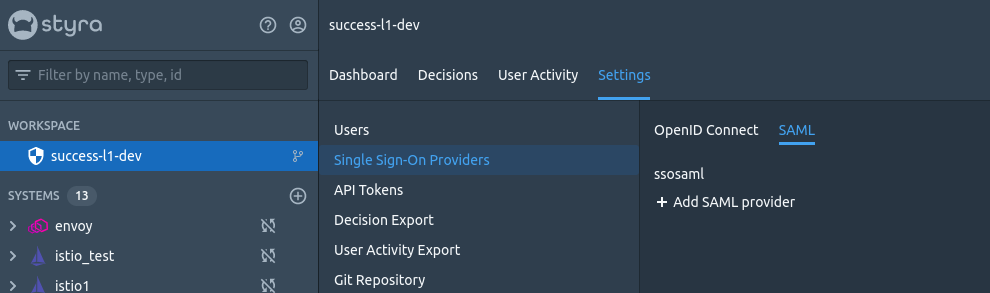 styra
Filter by name, type, id
WORKSPACE
success-l1-dev
SYSTEMS 13
envoy
istio_test
istio1
success-l1-dev
Dashboard Decisions User Activity Settings
Users
Single Sign-On Providers
API Tokens
Decision Export
User Activity Export
Git Repository
OpenID Connect SAML
ssosaml
+ Add SAML provider